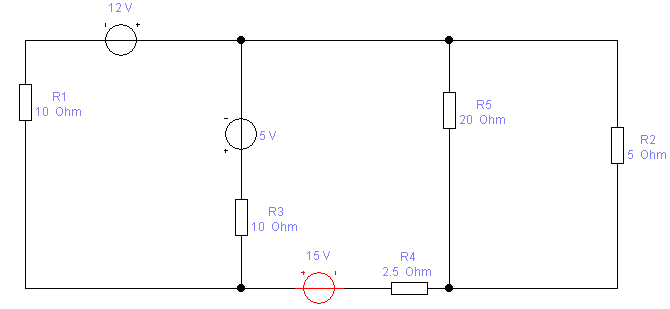 12 V
- +
R1
10 Ohm
-
5 V
+
R5
20 Ohm
R2
5 Ohm
R3
10 Ohm
15 V
+ -
R4
2.5 Ohm